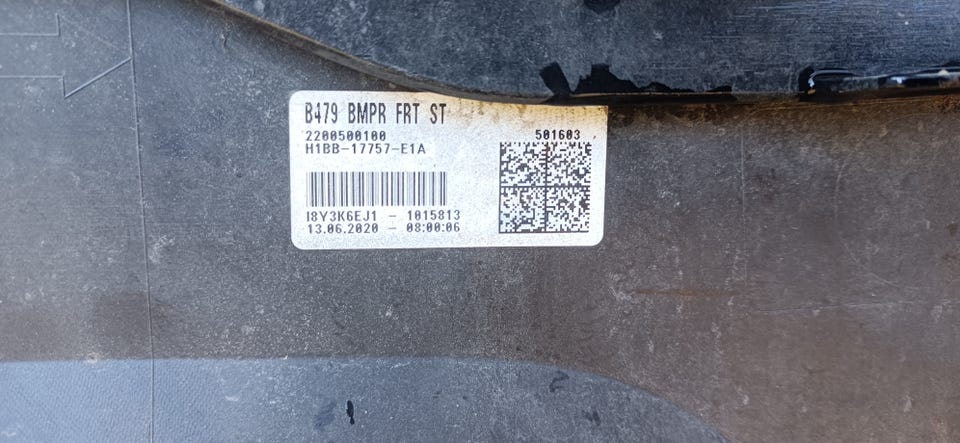 B479 BMPR FRT ST
2200500100
H1BB-17757-E1A
501603
I8Y3K6EJ1 - 1015813
13.06.2020 - 08:00:06